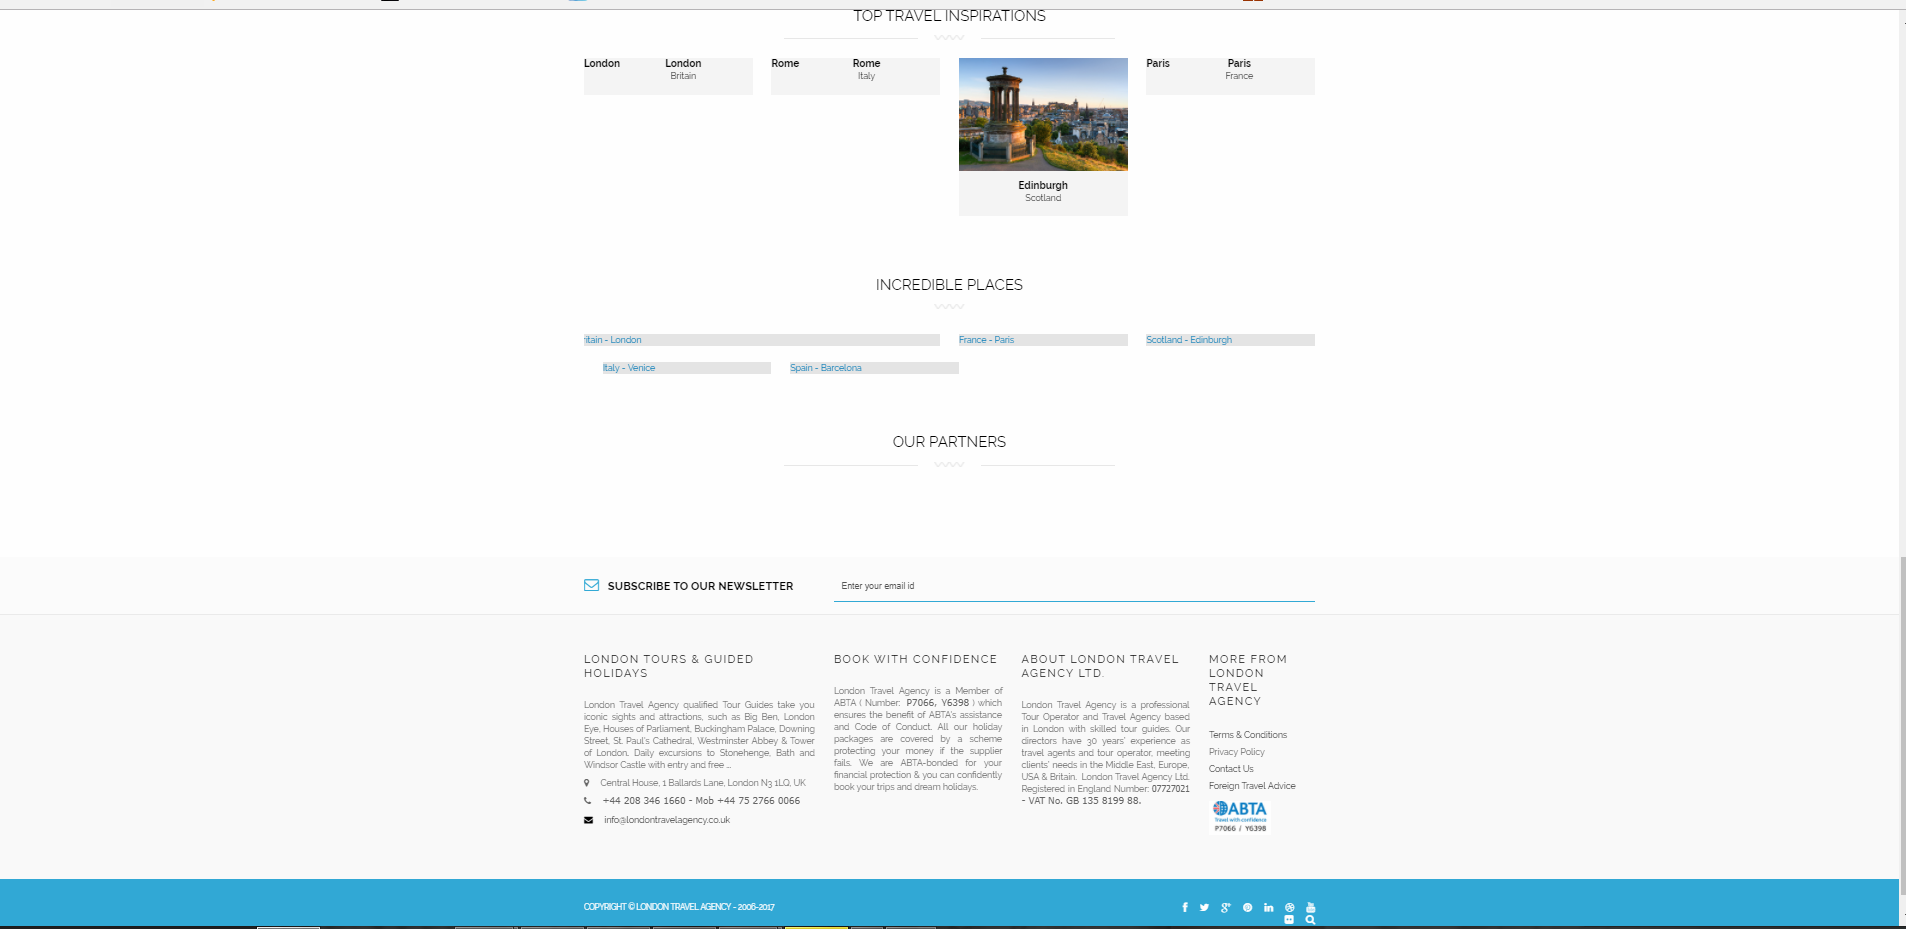 TOP TRAVEL INSPIRATIONS
London London
Britain
Rome Rome
Italy
Edinburgh
Scotland
Paris Paris
France
INCREDIBLE PLACES
ritain - London
France - Paris
Scotland - Edinburgh
Italy - Venice
Spain - Barcelona
OUR PARTNERS
SUBSCRIBE TO OUR NEWSLETTER
Enter your email id
LONDON TOURS & GUIDED
HOLIDAYS
London Travel Agency qualified Tour Guides take you
iconic sights and attractions, such as Big Ben, London
Eye, Houses of Parliament, Buckingham Palace, Downing
Street, St. Paul's Cathedral, Westminster Abbey & Tower
of London. Daily excursions to Stonehenge, Bath and
Windsor Castle with entry and free ...
Central House, 1 Ballards Lane, London N3 1LQ, UK
+44 208 346 1660 - Mob +44 75 2766 0066
info@londontravelagency.co.uk
BOOK WITH CONFIDENCE
London Travel Agency is a Member of
ABTA ( Number: P7066, Y6398 ) which
ensures the benefit of ABTA's assistance
and Code of Conduct. All our holiday
packages are covered by a scheme
protecting your money if the supplier
fails. We are ABTA-bonded for your
financial protection & you can confidently
book your trips and dream holidays.
ABOUT LONDON TRAVEL
AGENCY LTD.
London Travel Agency is a professional
Tour Operator and Travel Agency based
in London with skilled tour guides. Our
directors have 30 years' experience as
travel agents and tour operator, meeting
clients' needs in the Middle East, Europe,
USA & Britain. London Travel Agency Ltd.
Registered in England Number: 07727021
- VAT No. GB 135 8199 88.
MORE FROM
LONDON
TRAVEL
AGENCY
Terms & Conditions
Privacy Policy
Contact Us
Foreign Travel Advice
ABTA
Travel with confidence
P7066 / Y6398
COPYRIGHT © LONDON TRAVEL AGENCY - 2006-2017